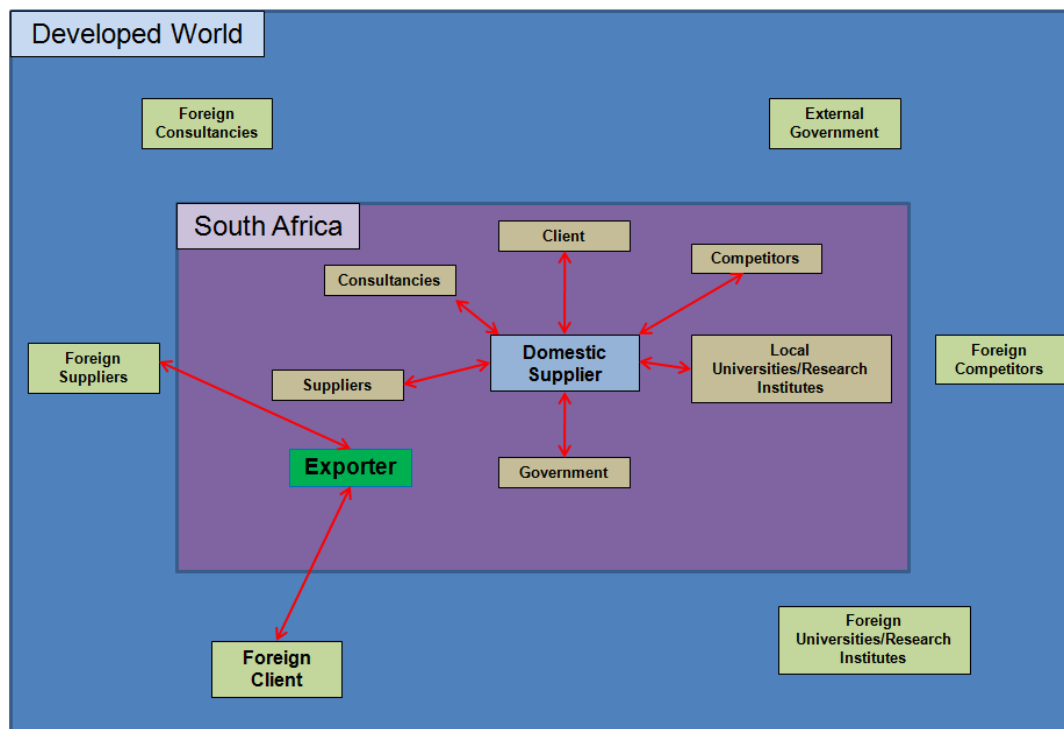 Developed World
Foreign
Consultancies
External
Government
South Africa
Client
Competitors
Consultancies
Domestic
Supplier
Local
Universities/Research
Institutes
Foreign
Suppliers
Foreign
Competitors
Suppliers
Exporter
Government
Foreign
Client
Foreign
Universities/Research
Institutes